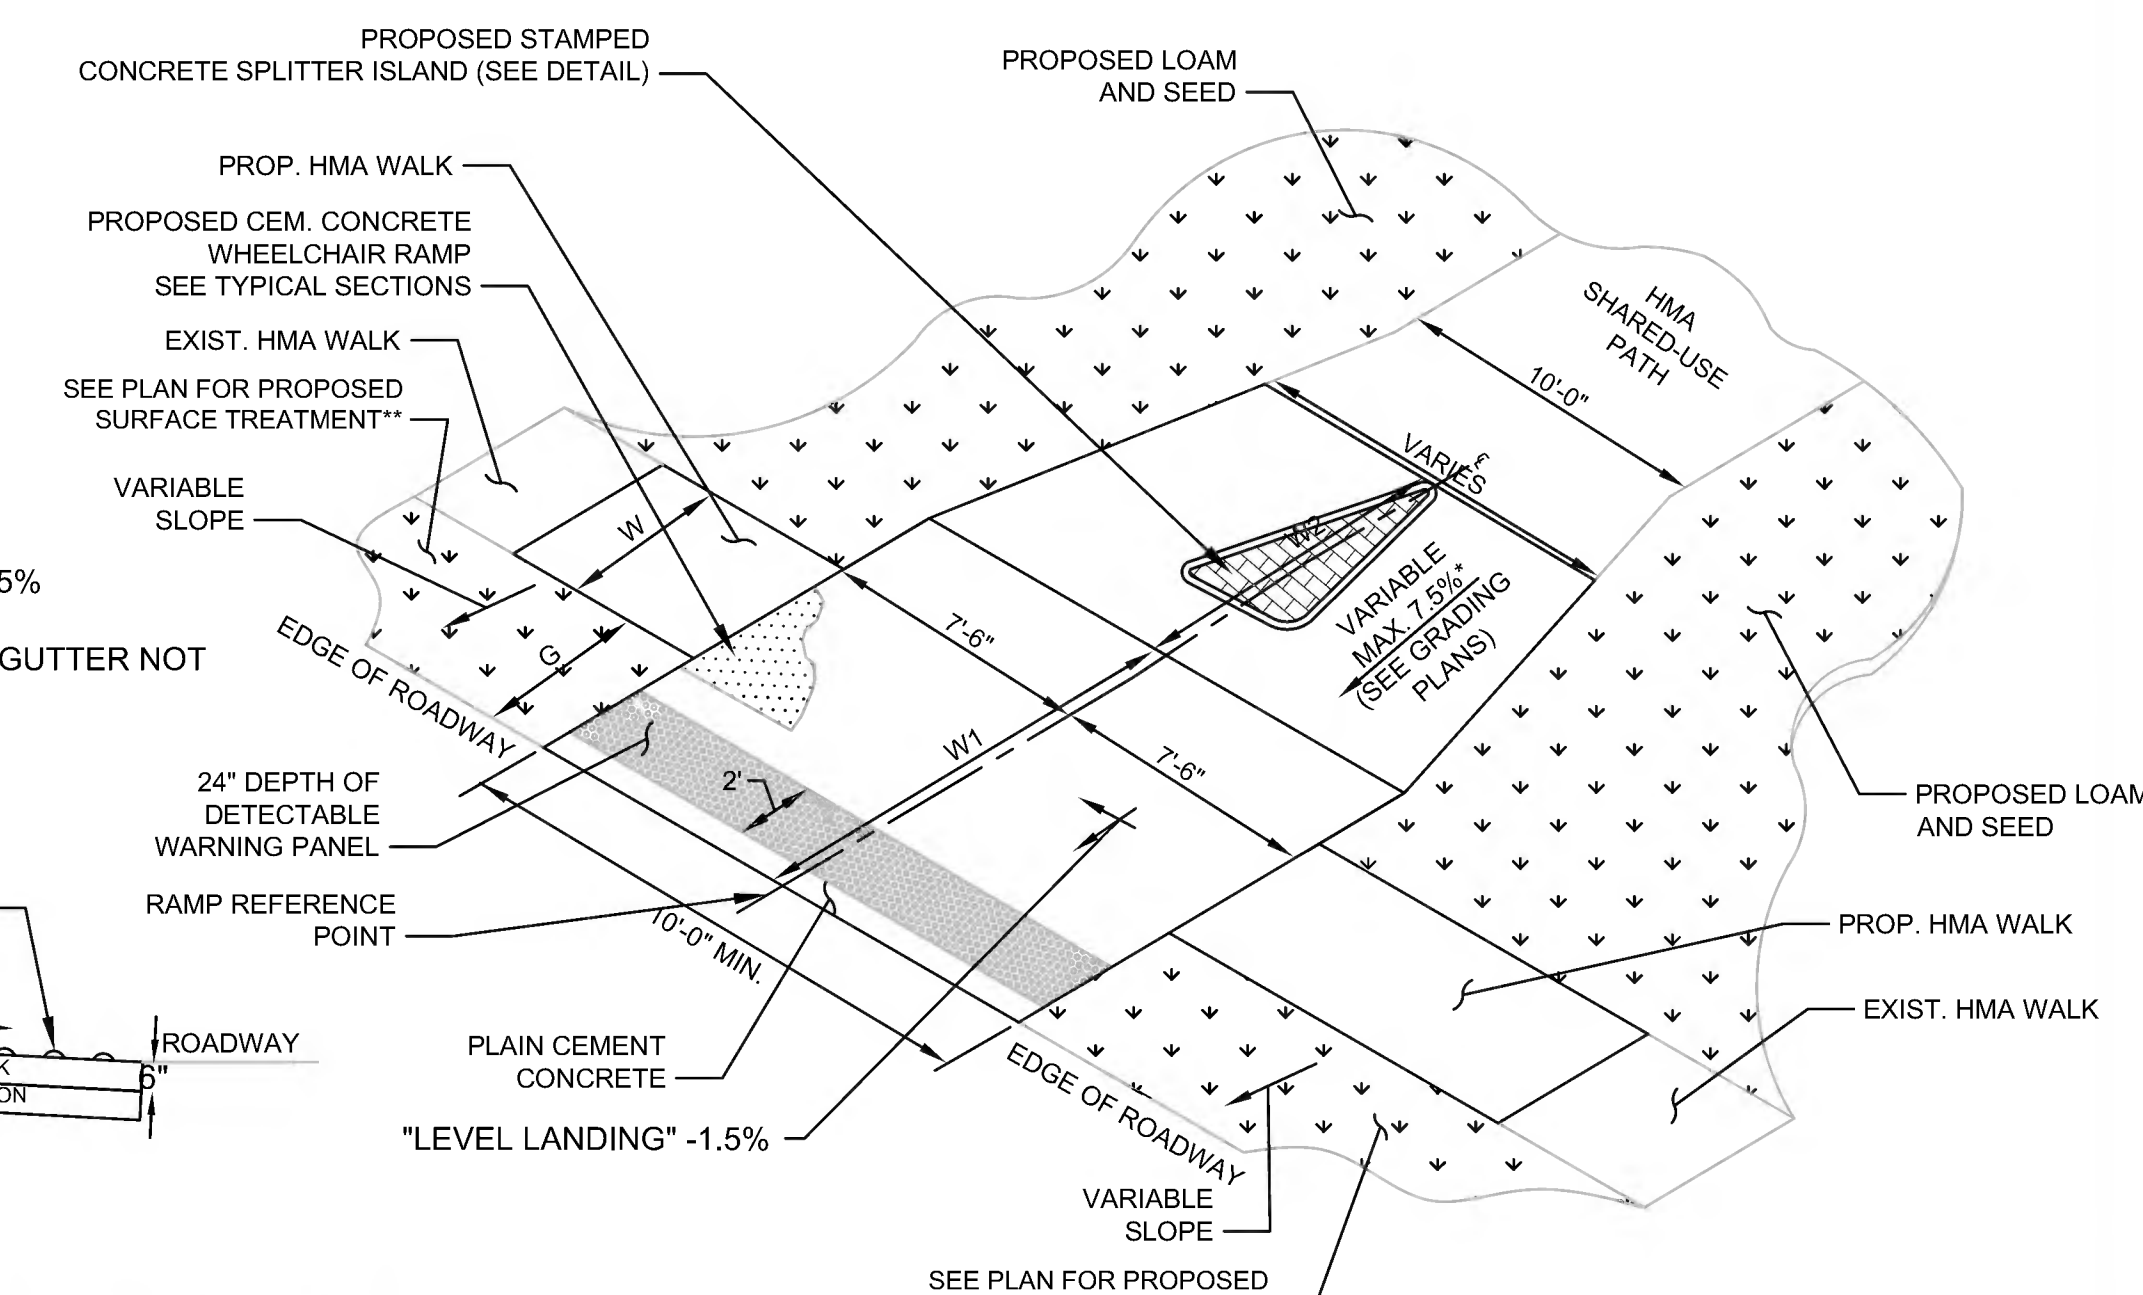 PROPOSED STAMPED
CONCRETE SPLITTER ISLAND (SEE DETAIL)
PROPOSED LOAM
AND SEED
PROP. HMA WALK
PROPOSED CEM. CONCRETE
WHEELCHAIR RAMP
SEE TYPICAL SECTIONS
EXIST. HMA WALK
SEE PLAN FOR PROPOSED
SURFACE TREATMENT**
VARIABLE
SLOPE
5%
GUTTER NOT
HMA
SHARED-USE
PATH
10'-0"
VARIES
W
W2
G
VARIABLE
MAX. 7.5%*
(SEE GRADING
PLANS)
7'-6"
EDGE OF ROADWAY
W1
7'-6"
2'
24" DEPTH OF
DETECTABLE
WARNING PANEL
PROPOSED LOAM
AND SEED
RAMP REFERENCE
POINT
10'-0" MIN.
PROP. HMA WALK
EXIST. HMA WALK
ROADWAY
6"
K
ON
PLAIN CEMENT
CONCRETE
"LEVEL LANDING" -1.5%
EDGE OF ROADWAY
VARIABLE
SLOPE
SEE PLAN FOR PROPOSED